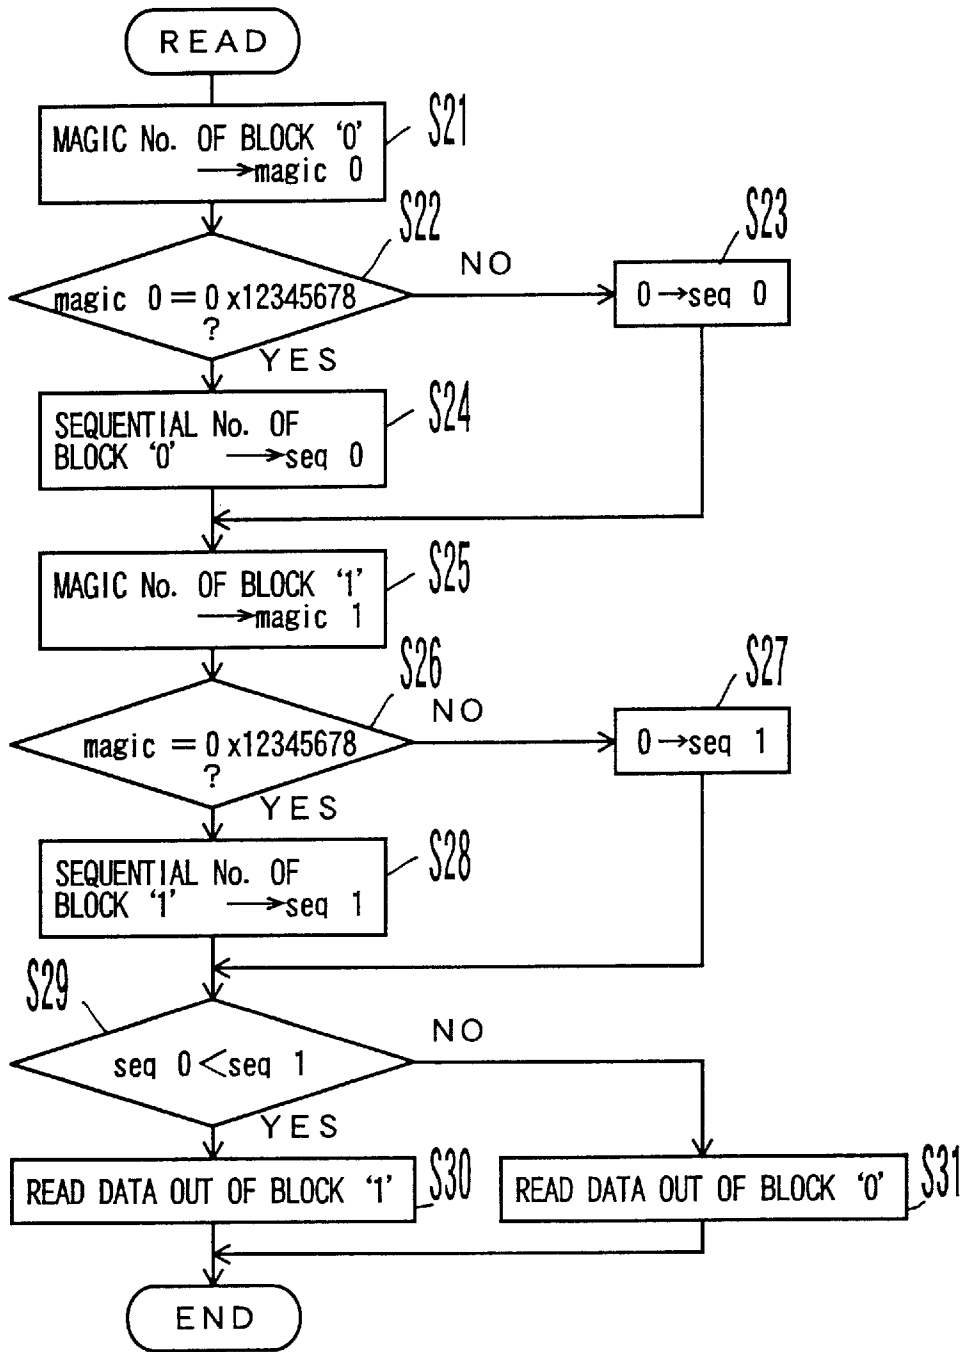 READ
MAGIC No. OF BLOCK ‘0’
→magic 0
S21
S22
magic 0=0x12345678
?
NO
YES
S23
0→seq 0
SEQUENTIAL No. OF
BLOCK ‘0’ →seq 0
S24
MAGIC No. OF BLOCK ‘1’
→magic 1
S25
S26
magic=0x12345678
?
NO
YES
S27
0→seq 1
SEQUENTIAL No. OF
BLOCK ‘1’ →seq 1
S28
S29
seq 0<seq 1
NO
YES
READ DATA OUT OF BLOCK ‘1’
S30
READ DATA OUT OF BLOCK ‘0’
S31
END